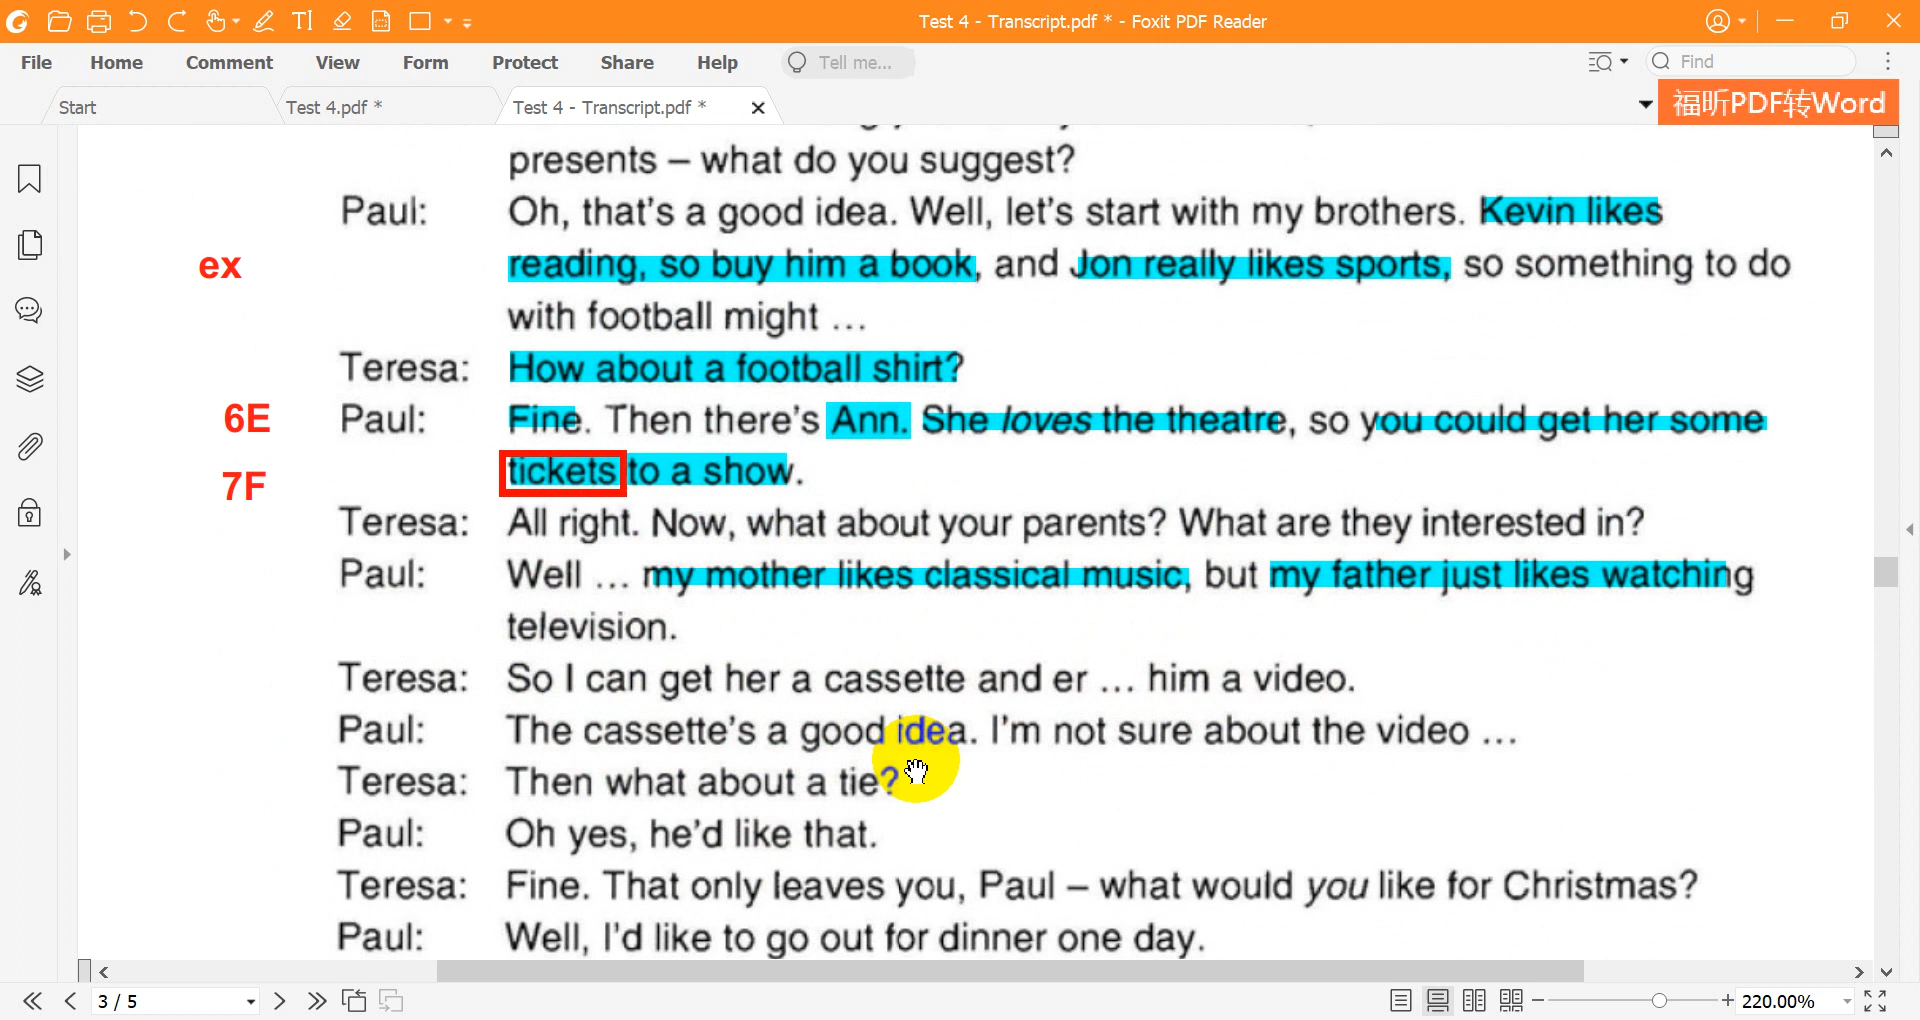 Test 4 - Transcript.pdf * - Foxit PDF Reader
File Home Comment View Form Protect Share Help Tell me... Find
Start Test 4.pdf * Test 4 - Transcript.pdf * 福昕PDF转Word
presents – what do you suggest?
Paul: Oh, that's a good idea. Well, let's start with my brothers. Kevin likes
ex reading, so buy him a book, and Jon really likes sports, so something to do
with football might ...
Teresa: How about a football shirt?
6E Paul: Fine. Then there's Ann. She loves the theatre, so you could get her some
7F tickets to a show.
Teresa: All right. Now, what about your parents? What are they interested in?
Paul: Well ... my mother likes classical music, but my father just likes watching
television.
Teresa: So I can get her a cassette and er ... him a video.
Paul: The cassette's a good idea. I'm not sure about the video ...
Teresa: Then what about a tie?
Paul: Oh yes, he'd like that.
Teresa: Fine. That only leaves you, Paul – what would you like for Christmas?
Paul: Well, I'd like to go out for dinner one day.
3 / 5 220.00%